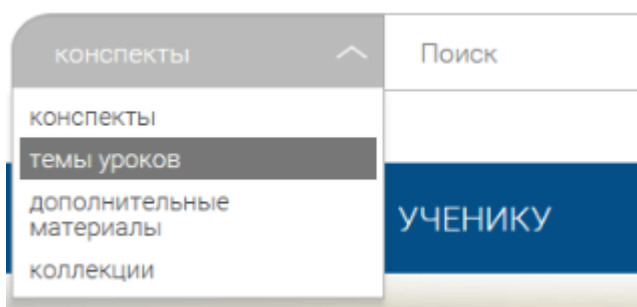 конспекты
Поиск
конспекты
темы уроков
дополнительные
материалы
коллекции
УЧЕНИКУ